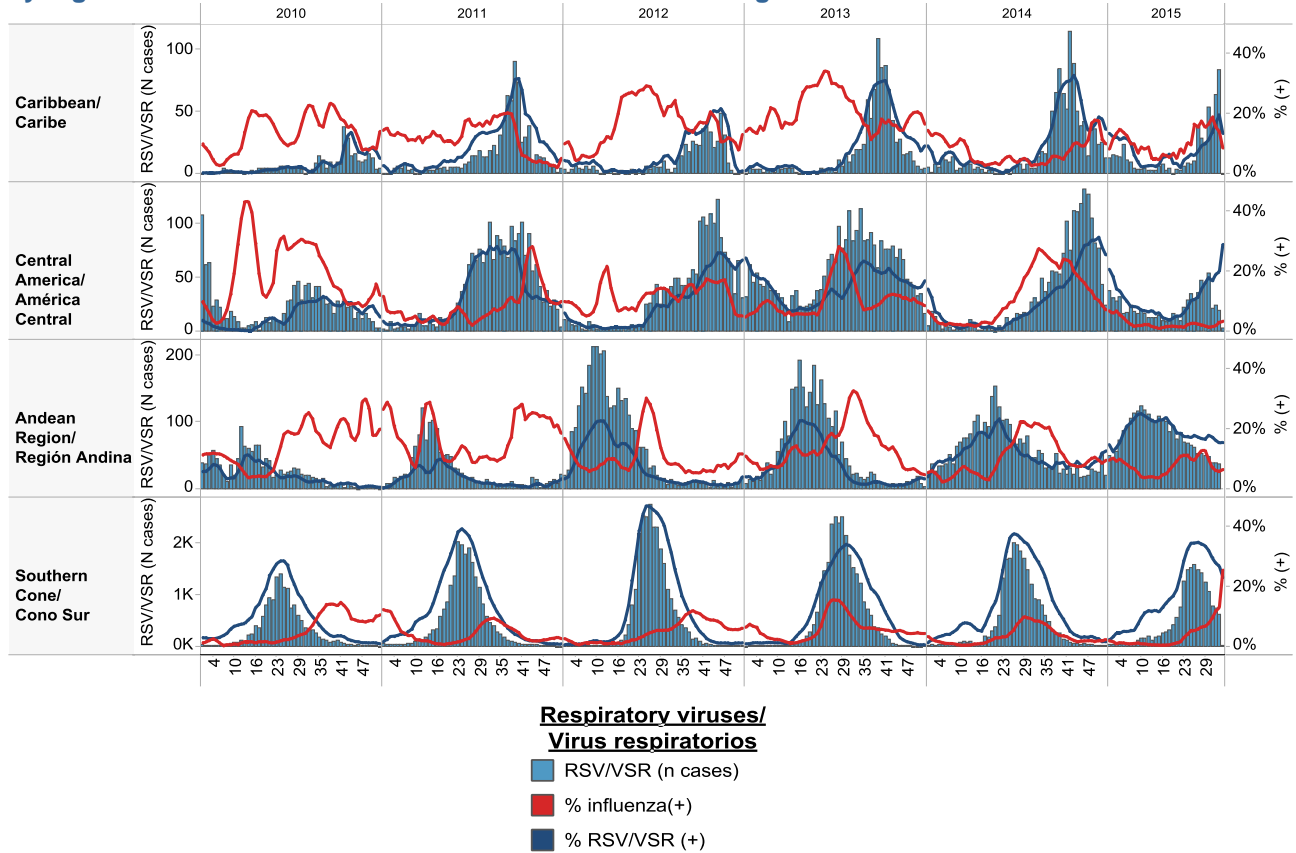 2010 2011 2012 2013 2014 2015
Caribbean/
Caribe
RSV/VSR (N cases)
100
50
0
40%
20%
0%
% (+)
Central
America/
América
Central
RSV/VSR (N cases)
100
50
0
40%
20%
0%
% (+)
Andean
Region/
Región Andina
RSV/VSR (N cases)
200
100
0
40%
20%
0%
% (+)
Southern
Cone/
Cono Sur
RSV/VSR (N cases)
2K
1K
0K
40%
20%
0%
% (+)
4 10 16 23 29 35 41 47 4 10 16 23 29 35 41 47 4 10 16 23 29 35 41 47 4 10 16 23 29 35 41 47 4 10 16 23 29 35 41 47 4 10 16 23 29
Respiratory viruses/
Virus respiratorios
RSV/VSR (n cases)
% influenza(+)
% RSV/VSR (+)